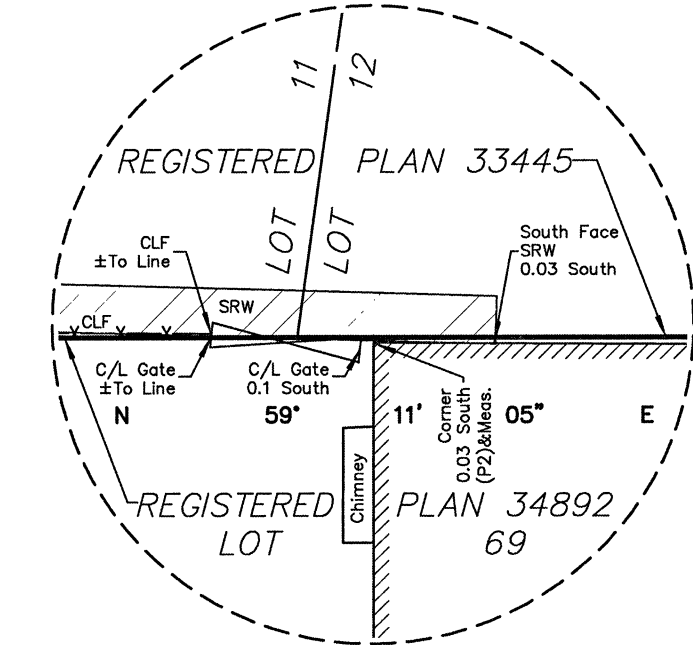 11
12
REGISTERED PLAN 33445
LOT
LOT
CLF
±To Line
South Face
SRW
0.03 South
SRW
CLF
C/L Gate
±To Line
C/L Gate
0.1 South
N 59° 11' 05" E
Corner
0.03 South
(P2)&Meas.
Chimney
REGISTERED PLAN 34892
LOT 69